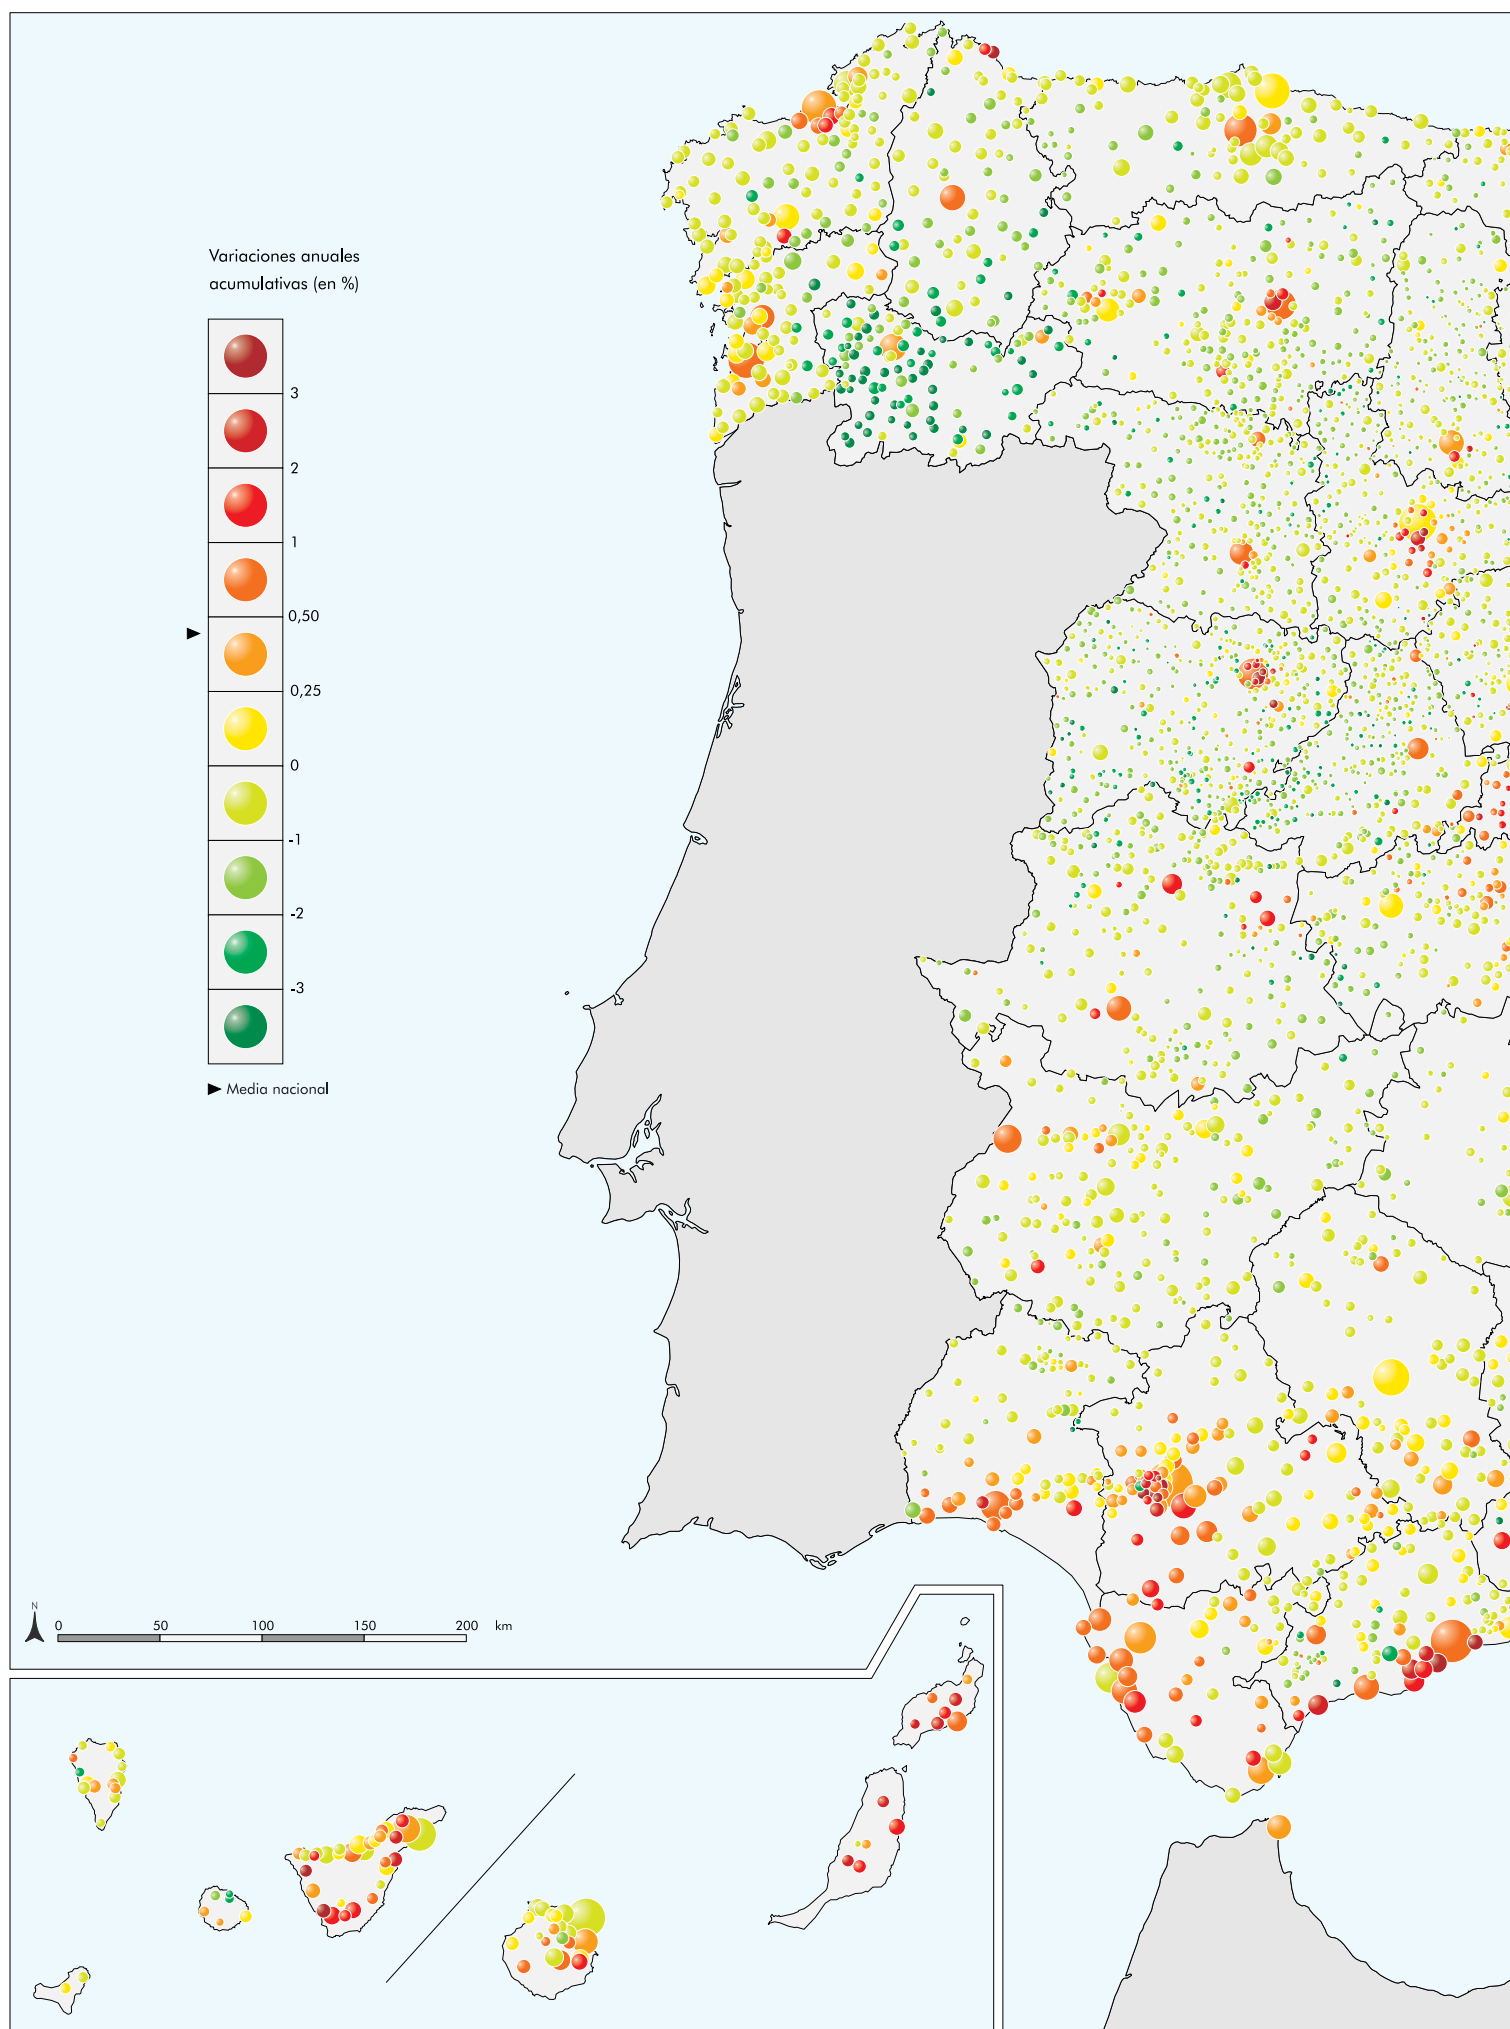 Variaciones anuales
acumulativas (en %)
3
2
1
0,50
0,25
0
-1
-2
-3
Media nacional
N
0 50 100 150 200 km